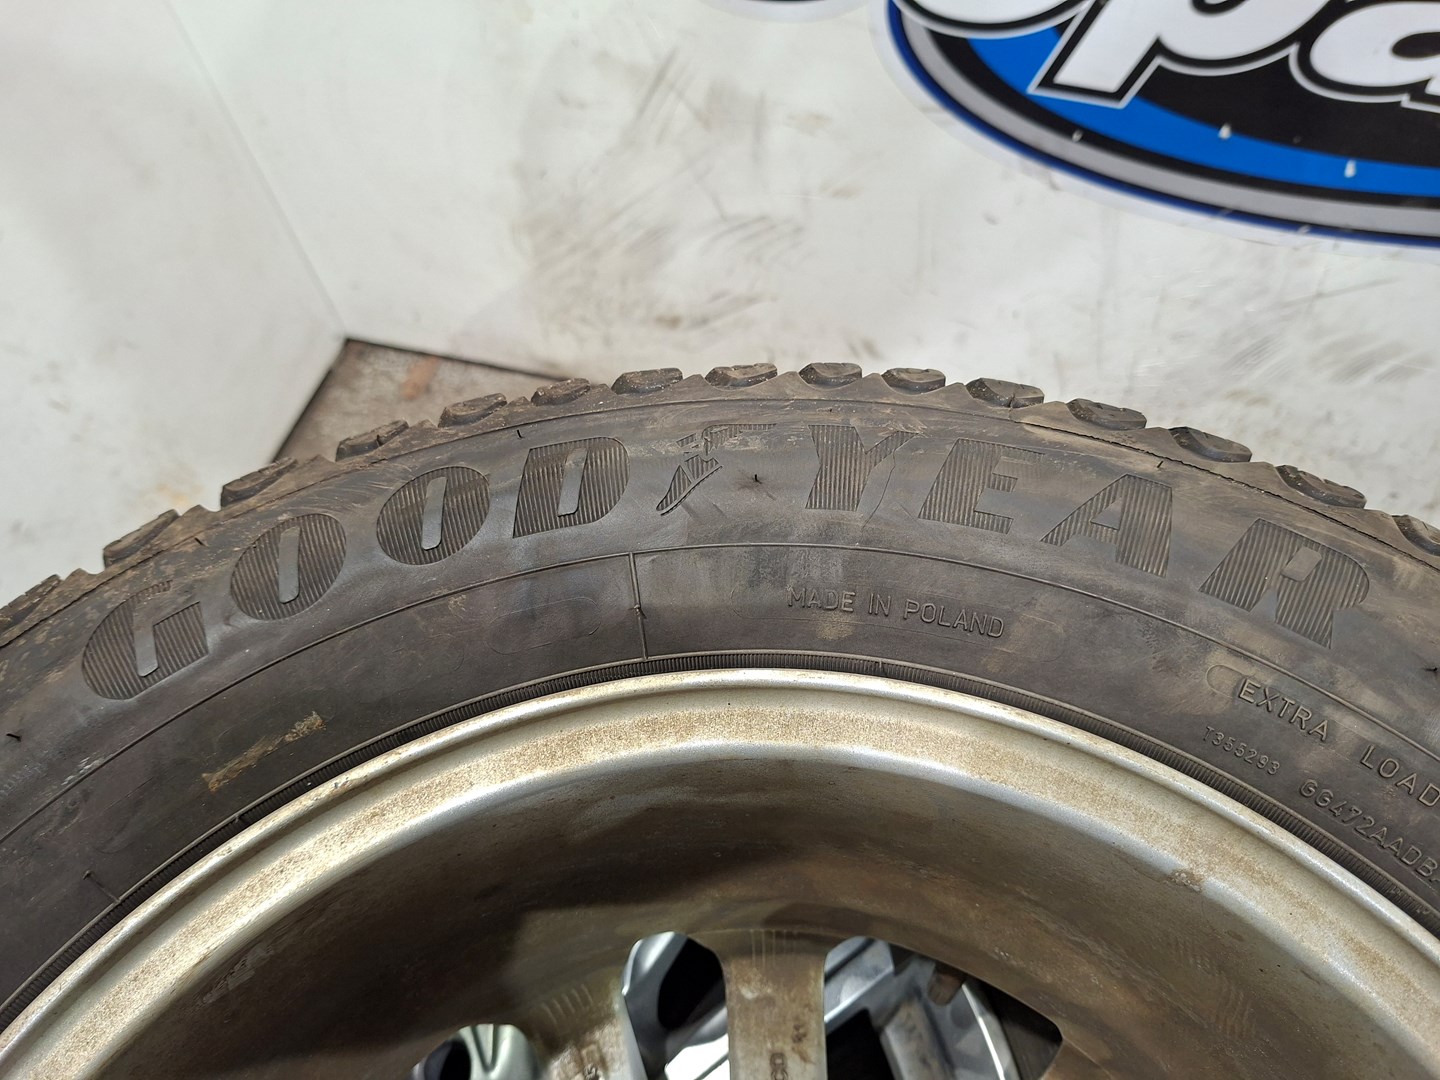 GOODYEAR
MADE IN POLAND
EXTRA LOAD
T355293 GG472AADB